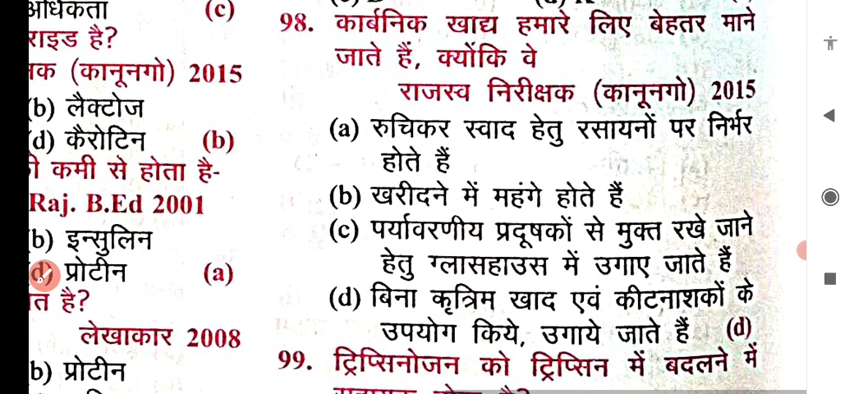 (c)
राइड है?
(कानूनगो) 2015
(b) लैक्टोज
(d) कैरोटिन (b)
कमी से होता है-
Raj. B.Ed 2001
(b) इन्सुलिन
(d) प्रोटीन (a)
है?
लेखाकार 2008
(b) प्रोटीन
98. कार्बनिक खाद्य हमारे लिए बेहतर माने
जाते हैं, क्योंकि वे
राजस्व निरीक्षक (कानूनगो) 2015
(a) रुचिकर स्वाद हेतु रसायनों पर निर्भर
होते हैं
(b) खरीदने में महंगे होते हैं
(c) पर्यावरणीय प्रदूषकों से मुक्त रखे जाने
हेतु ग्लासहाउस में उगाए जाते हैं
(d) बिना कृत्रिम खाद एवं कीटनाशकों के
उपयोग किये, उगाये जाते हैं (d)
99. ट्रिप्सिनोजन को ट्रिप्सिन में बदलने में